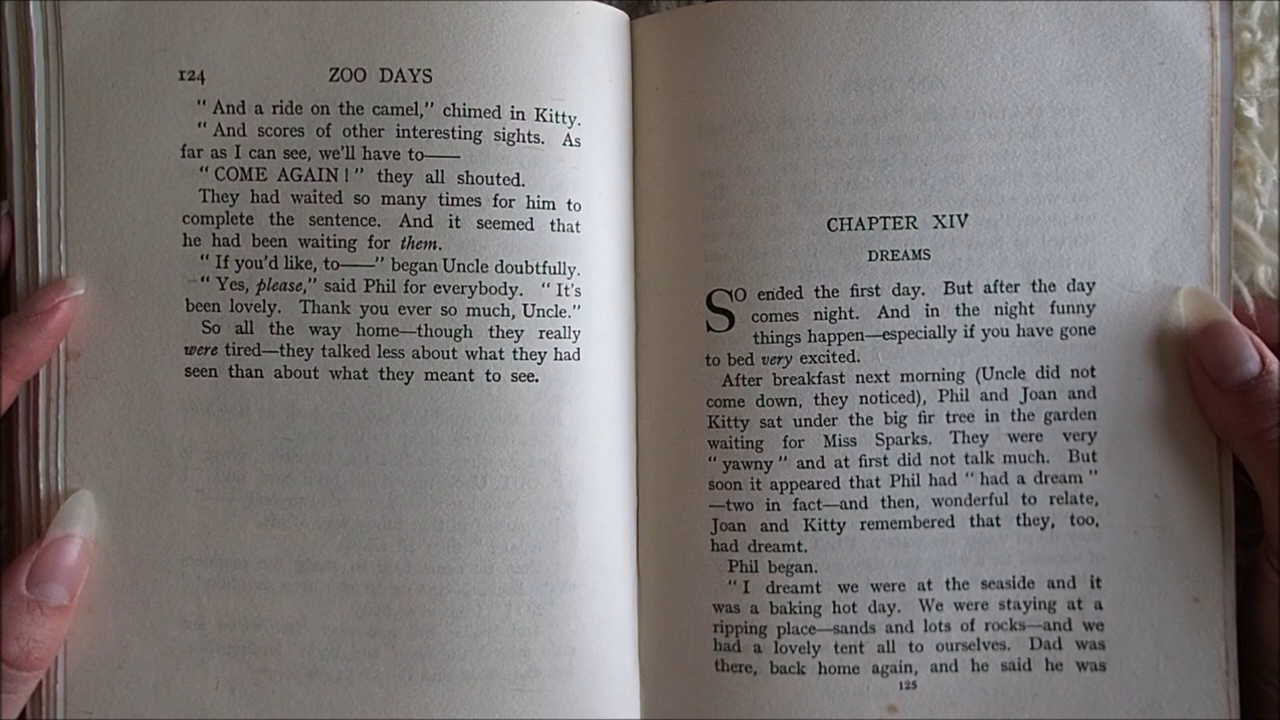 124 ZOO DAYS
“ And a ride on the camel,” chimed in Kitty.
“ And scores of other interesting sights. As
far as I can see, we'll have to——
“ COME AGAIN ! ” they all shouted.
They had waited so many times for him to
complete the sentence. And it seemed that
he had been waiting for them.
“ If you'd like, to——” began Uncle doubtfully.
“ Yes, please,” said Phil for everybody. “ It's
been lovely. Thank you ever so much, Uncle.”
So all the way home—though they really
were tired—they talked less about what they had
seen than about what they meant to see.
CHAPTER XIV
DREAMS
SO ended the first day. But after the day
comes night. And in the night funny
things happen—especially if you have gone
to bed very excited.
After breakfast next morning (Uncle did not
come down, they noticed), Phil and Joan and
Kitty sat under the big fir tree in the garden
waiting for Miss Sparks. They were very
“ yawny ” and at first did not talk much. But
soon it appeared that Phil had “ had a dream ”
—two in fact—and then, wonderful to relate,
Joan and Kitty remembered that they, too,
had dreamt.
Phil began.
“ I dreamt we were at the seaside and it
was a baking hot day. We were staying at a
ripping place—sands and lots of rocks—and we
had a lovely tent all to ourselves. Dad was
there, back home again, and he said he was
125